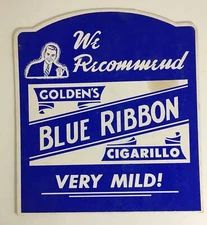 We
Recommend
GOLDEN'S
BLUE RIBBON
CIGARILLO
VERY MILD!